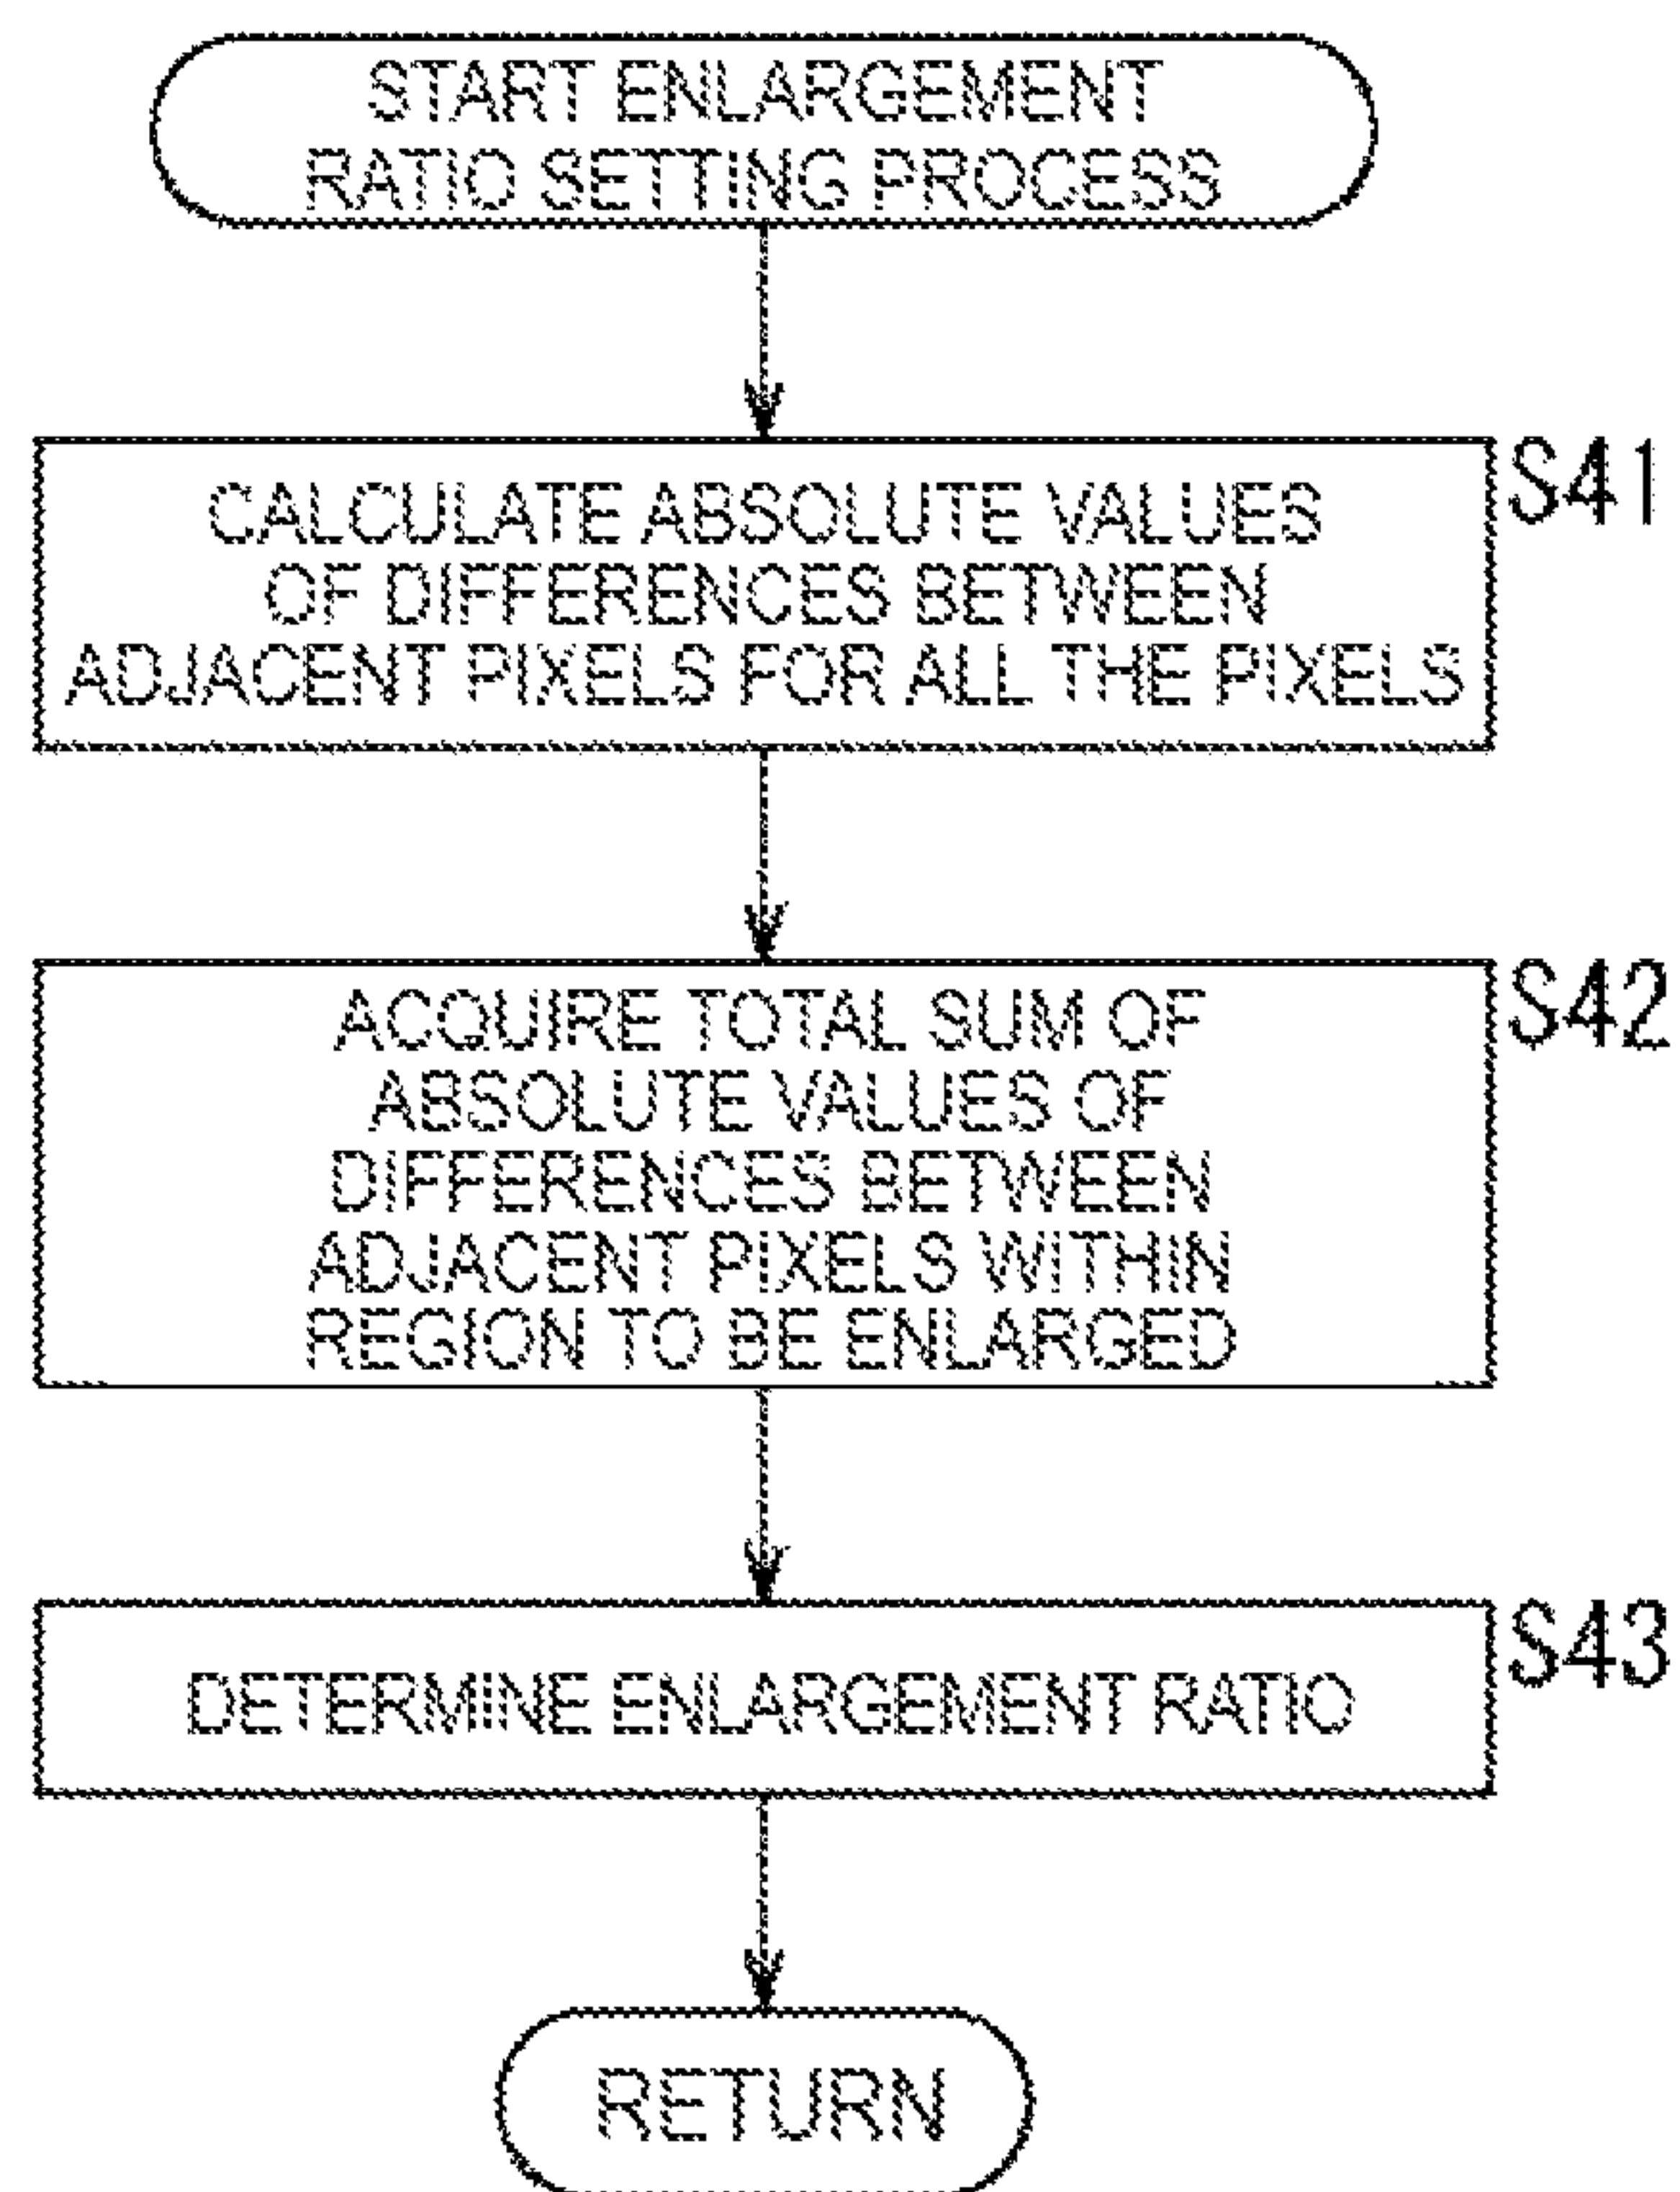 START ENLARGEMENT
RATIO SETTING PROCESS
S41
CALCULATE ABSOLUTE VALUES
OF DIFFERENCES BETWEEN
ADJACENT PIXELS FOR ALL THE PIXELS
S42
ACQUIRE TOTAL SUM OF
ABSOLUTE VALUES OF
DIFFERENCES BETWEEN
ADJACENT PIXELS WITHIN
REGION TO BE ENLARGED
S43
DETERMINE ENLARGEMENT RATIO
RETURN